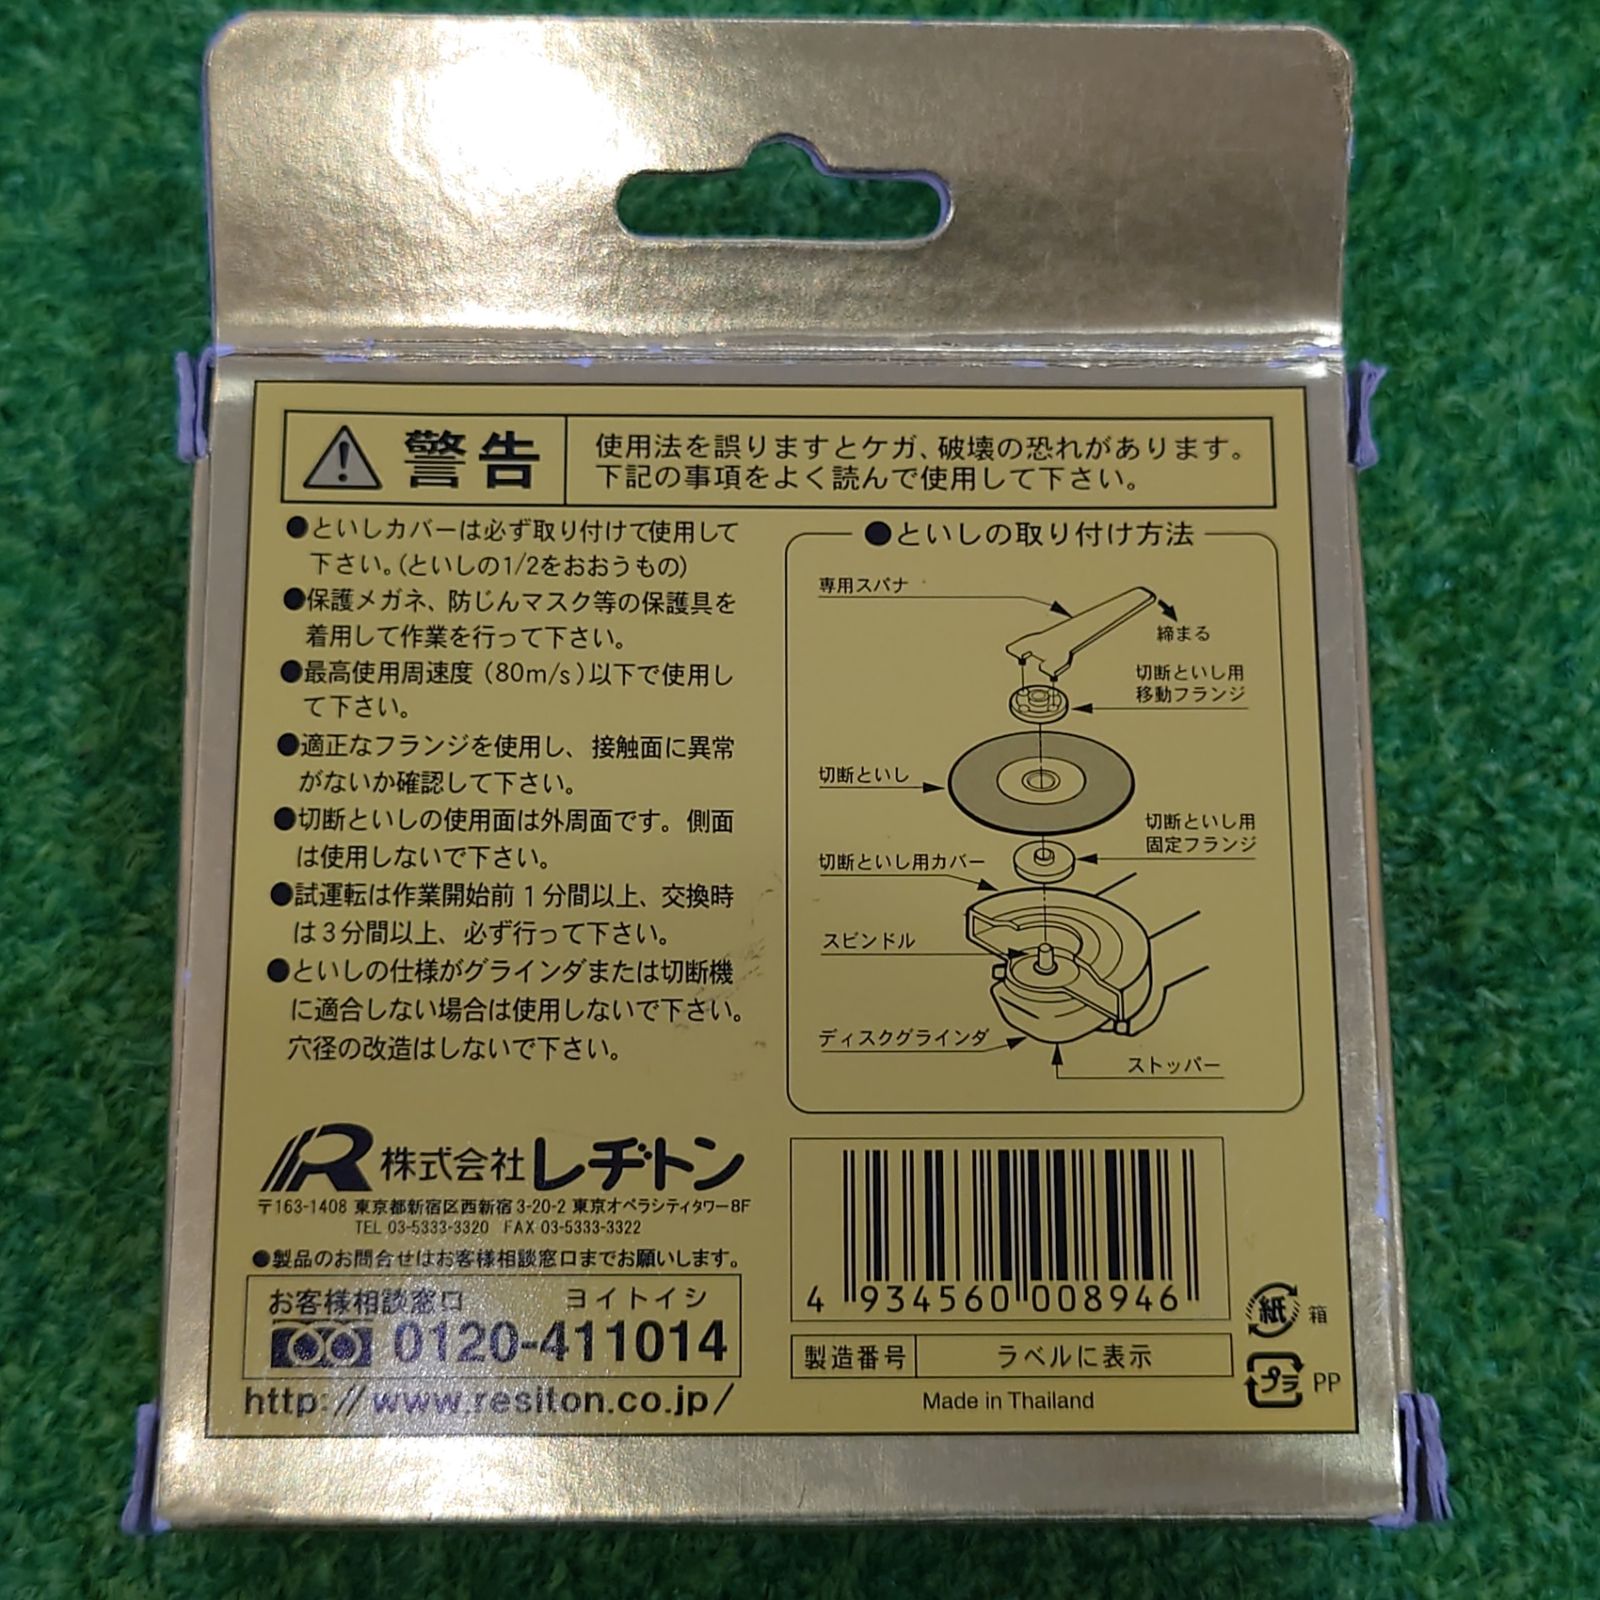 警告
使用法を誤りますとケガ、破壊の恐れがあります。
下記の事項をよく読んで使用して下さい。
●といしカバーは必ず取り付けて使用して
下さい。(といしの1/2をおおうもの)
●保護メガネ、防じんマスク等の保護具を
着用して作業を行って下さい。
●最高使用周速度(80m/s)以下で使用し
て下さい。
●適正なフランジを使用し、接触面に異常
がないか確認して下さい。
●切断といしの使用面は外周面です。側面
は使用しないで下さい。
●試運転は作業開始前1分間以上、交換時
は3分間以上、必ず行って下さい。
●といしの仕様がグラインダまたは切断機
に適合しない場合は使用しないで下さい。
穴径の改造はしないで下さい。
●といしの取り付け方法
専用スパナ
締まる
切断といし用
移動フランジ
切断といし
切断といし用
固定フランジ
切断といし用カバー
スピンドル
ディスクグラインダ
ストッパー
R 株式会社レヂトン
〒163-1408 東京都新宿区西新宿3-20-2 東京オペラシティタワー8F
TEL 03-5333-3320 FAX 03-5333-3322
●製品のお問合せはお客様相談窓口までお願いします。
お客様相談窓口 ヨイトイシ
0120-411014
http://www.resiton.co.jp/
4 934560 008946
製造番号 ラベルに表示
Made in Thailand
紙 箱
プラ PP